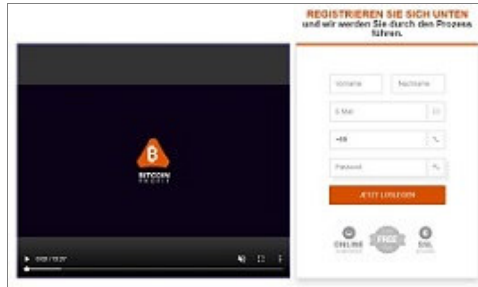 REGISTRIEREN SIE SICH UNTEN
und wir werden Sie durch den Prozess
führen.
Vorname
Nachname
E-Mail
Passwort
JETZT LOSLEGEN
BITCOIN
PROFIT
ONLINE
FREE
SSL